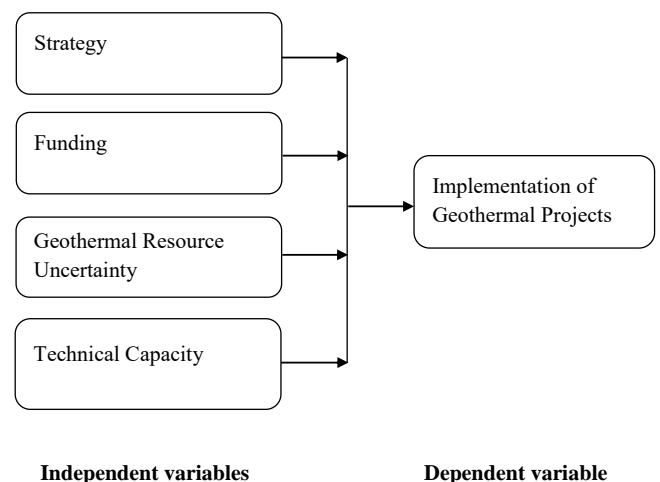 Strategy
Funding
Geothermal Resource
Uncertainty
Technical Capacity
Implementation of
Geothermal Projects
Independent variables
Dependent variable